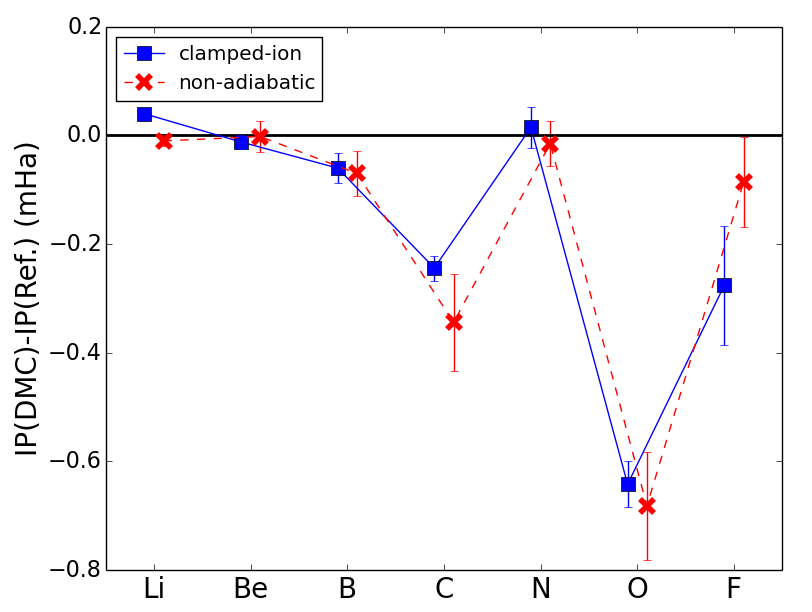 0.2
clamped-ion
non-adiabatic
0.0
−0.2
−0.4
−0.6
−0.8
IP(DMC)-IP(Ref.) (mHa)
Li Be B C N O F